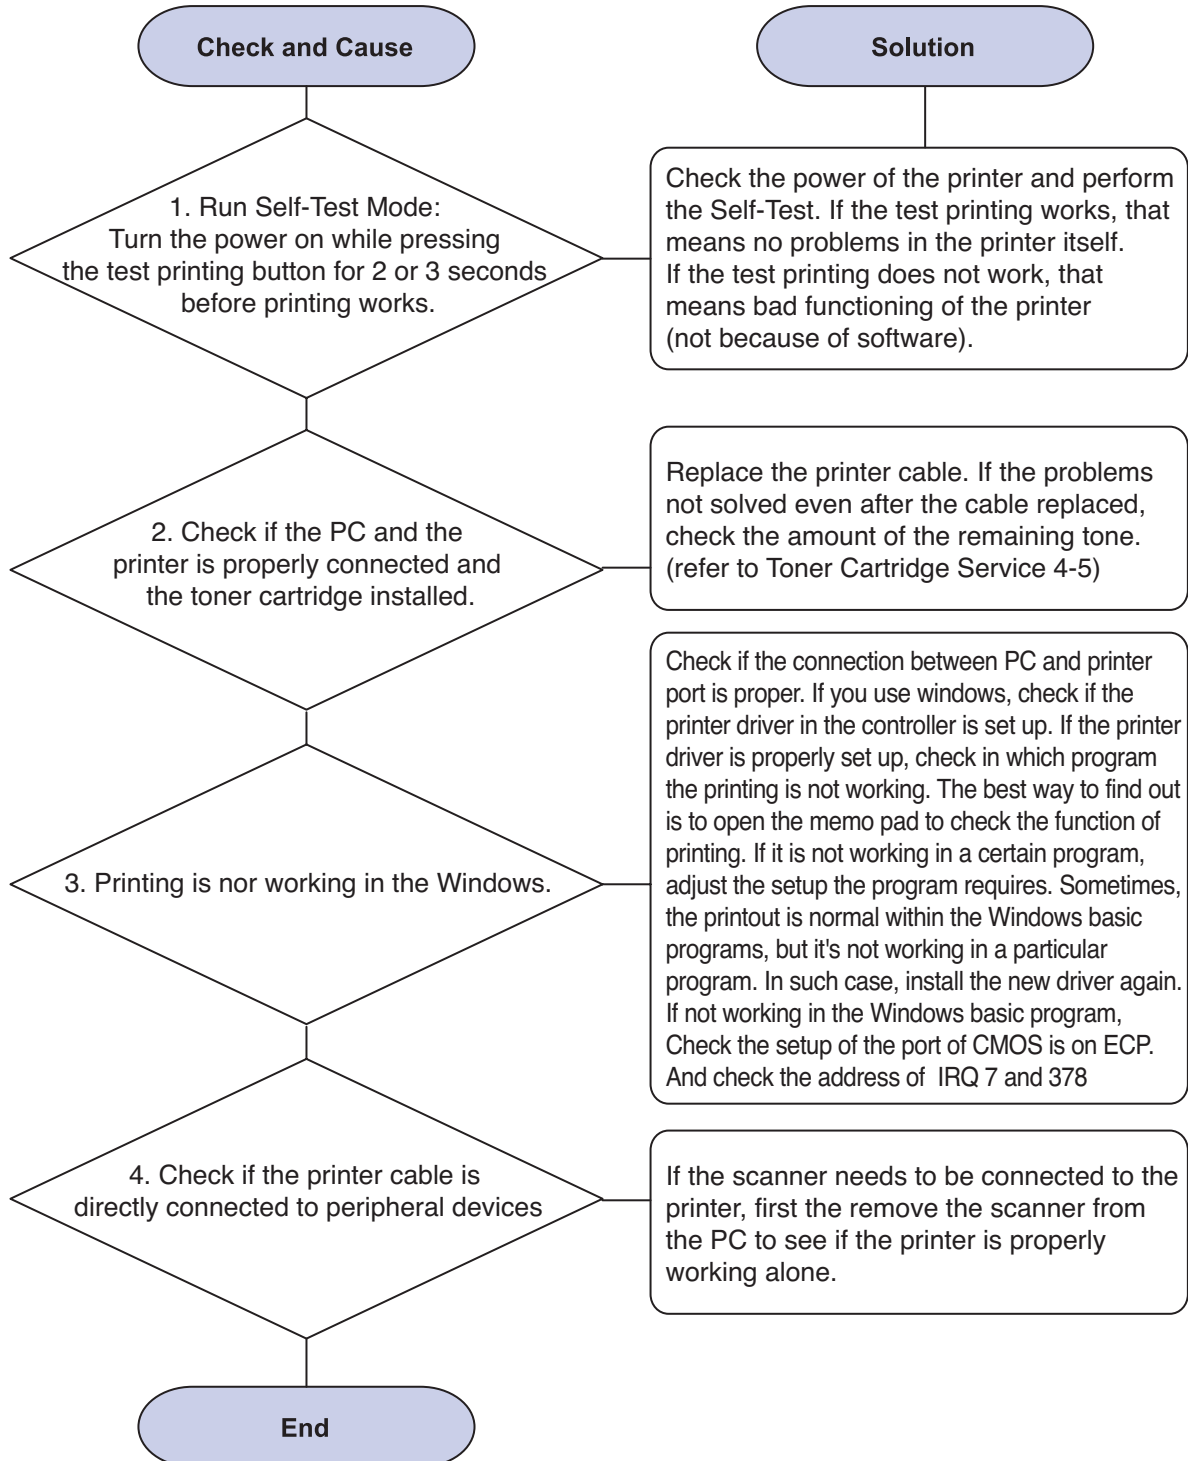 Check and Cause
Solution
1. Run Self-Test Mode:
Turn the power on while pressing
the test printing button for 2 or 3 seconds
before printing works.
Check the power of the printer and perform
the Self-Test. If the test printing works, that
means no problems in the printer itself.
If the test printing does not work, that
means bad functioning of the printer
(not because of software).
2. Check if the PC and the
printer is properly connected and
the toner cartridge installed.
Replace the printer cable. If the problems
not solved even after the cable replaced,
check the amount of the remaining tone.
(refer to Toner Cartridge Service 4-5)
3. Printing is nor working in the Windows.
Check if the connection between PC and printer
port is proper. If you use windows, check if the
printer driver in the controller is set up. If the printer
driver is properly set up, check in which program
the printing is not working. The best way to find out
is to open the memo pad to check the function of
printing. If it is not working in a certain program,
adjust the setup the program requires. Sometimes,
the printout is normal within the Windows basic
programs, but it's not working in a particular
program. In such case, install the new driver again.
If not working in the Windows basic program,
Check the setup of the port of CMOS is on ECP.
And check the address of IRQ 7 and 378
4. Check if the printer cable is
directly connected to peripheral devices
If the scanner needs to be connected to the
printer, first the remove the scanner from
the PC to see if the printer is properly
working alone.
End